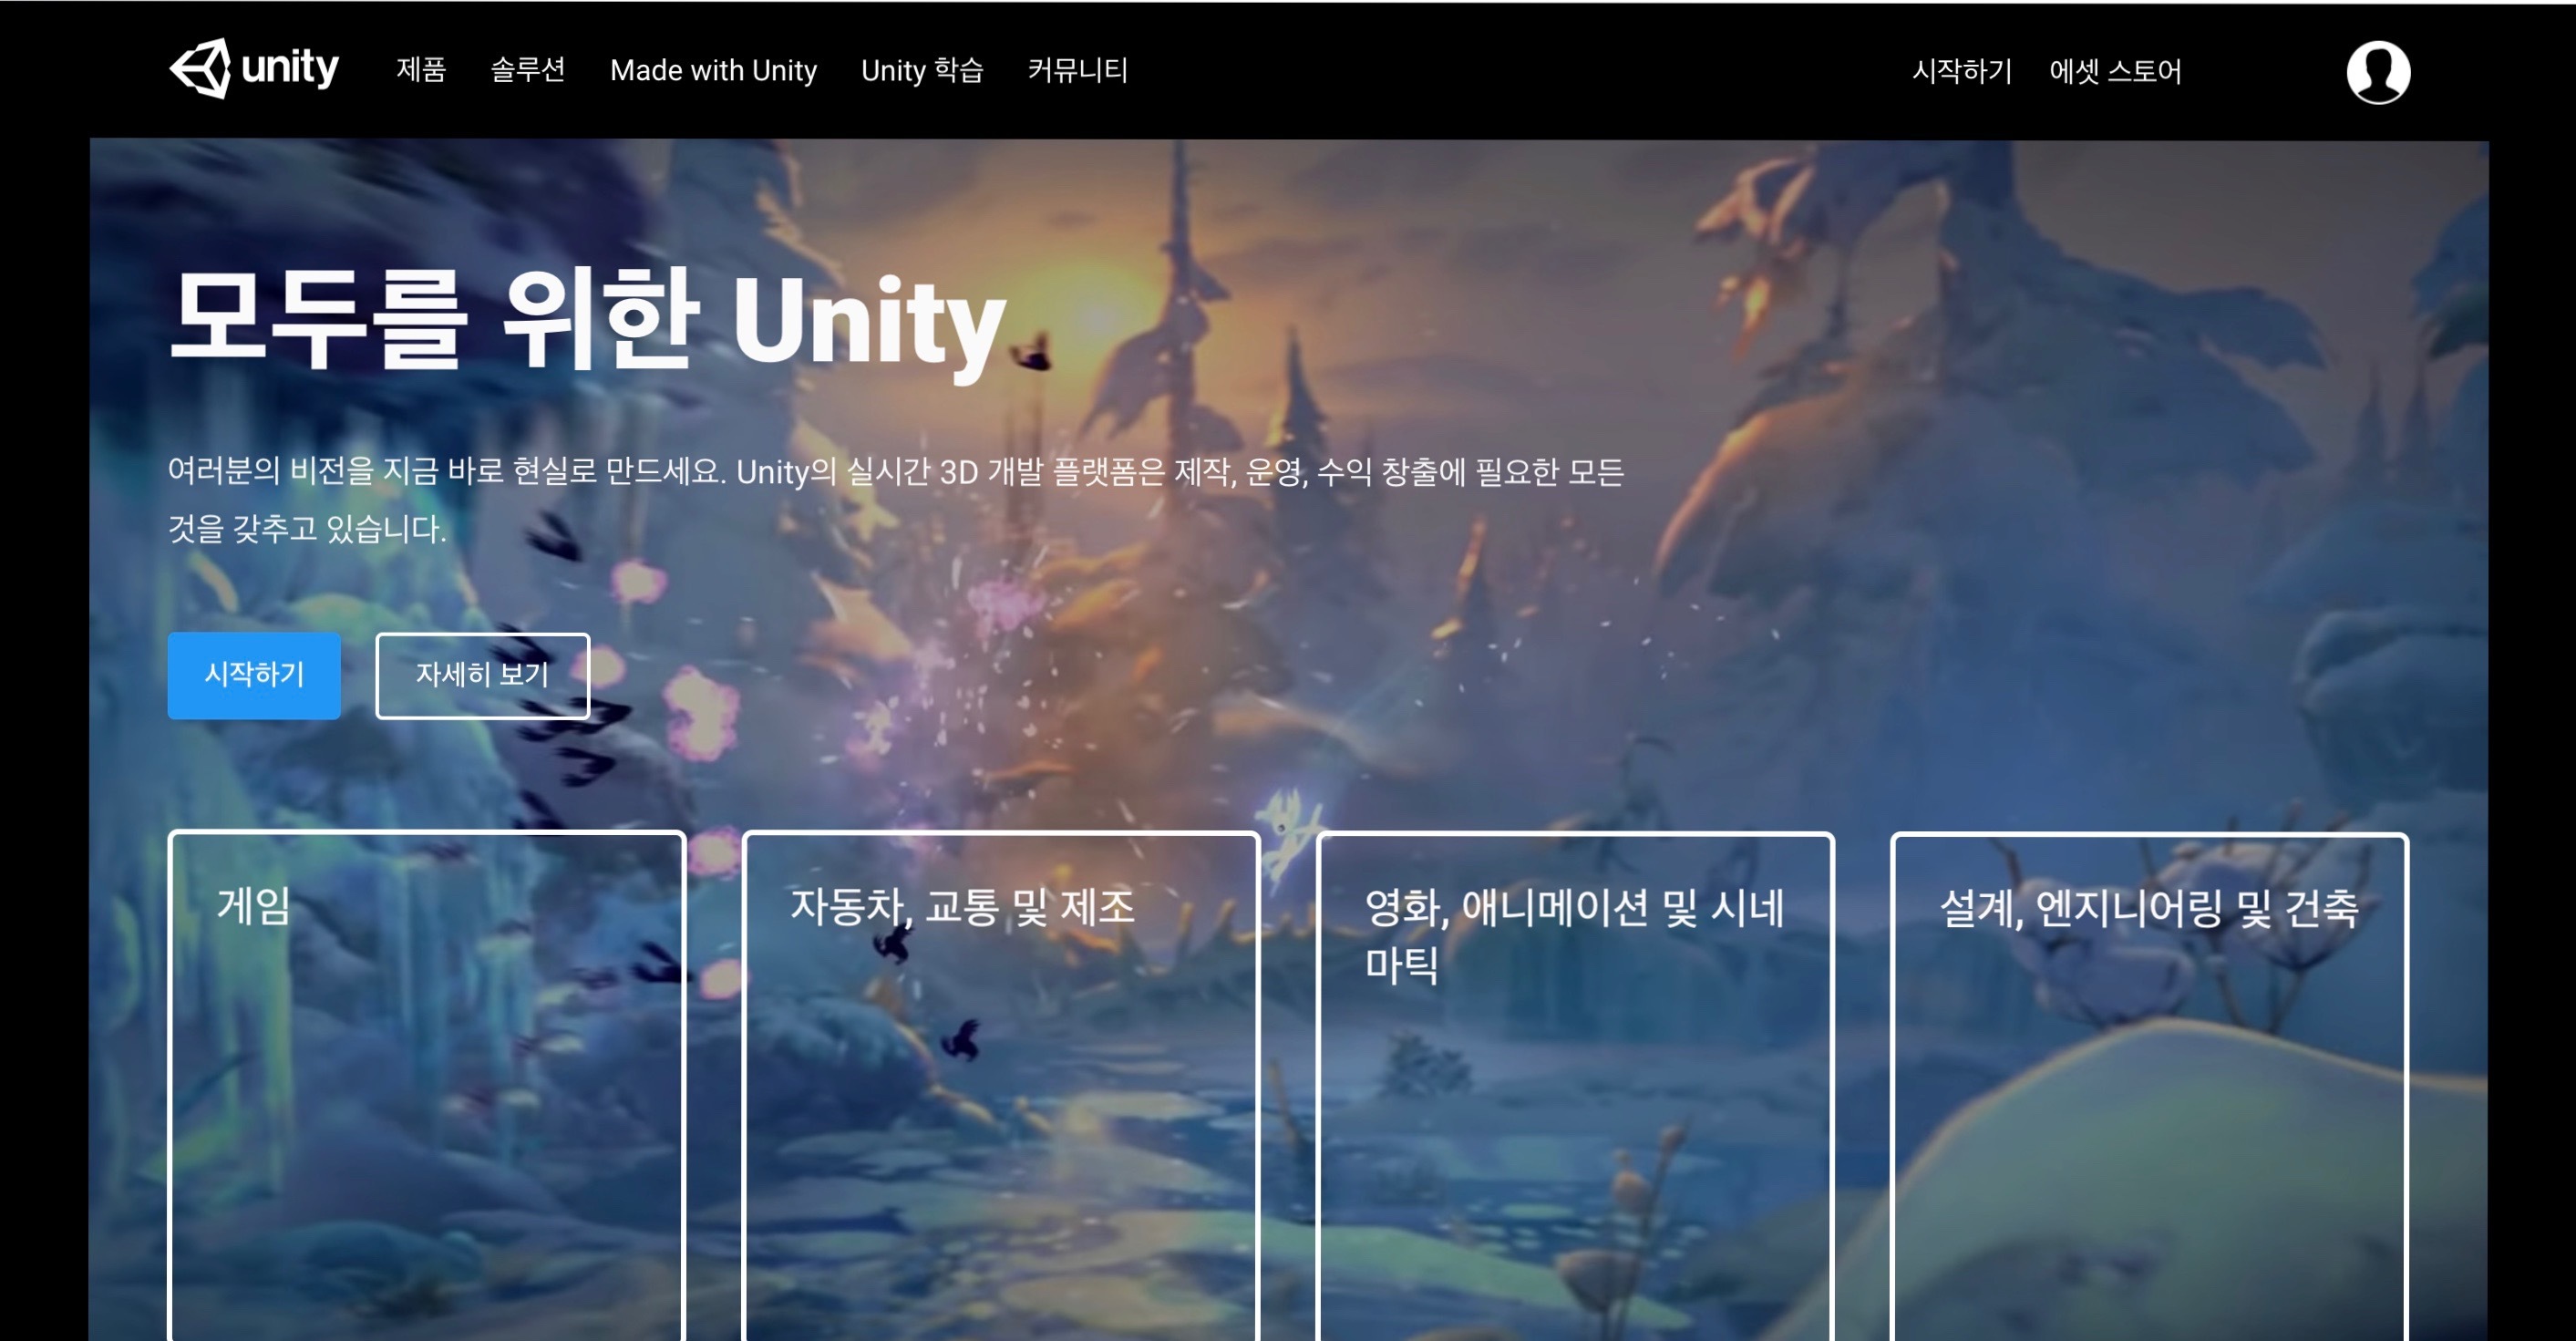 unity 제품 솔루션 Made with Unity Unity 학습 커뮤니티 시작하기 에셋 스토어
모두를 위한 Unity
여러분의 비전을 지금 바로 현실로 만드세요. Unity의 실시간 3D 개발 플랫폼은 제작, 운영, 수익 창출에 필요한 모든
것을 갖추고 있습니다.
시작하기 자세히 보기
게임 자동차, 교통 및 제조 영화, 애니메이션 및 시네 설계, 엔지니어링 및 건축
마틱